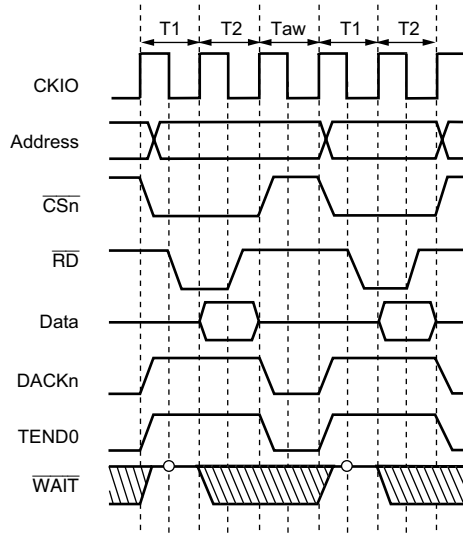 T1 T2 Taw T1 T2
CKIO
Address
CSn
RD
Data
DACKn
TEND0
WAIT